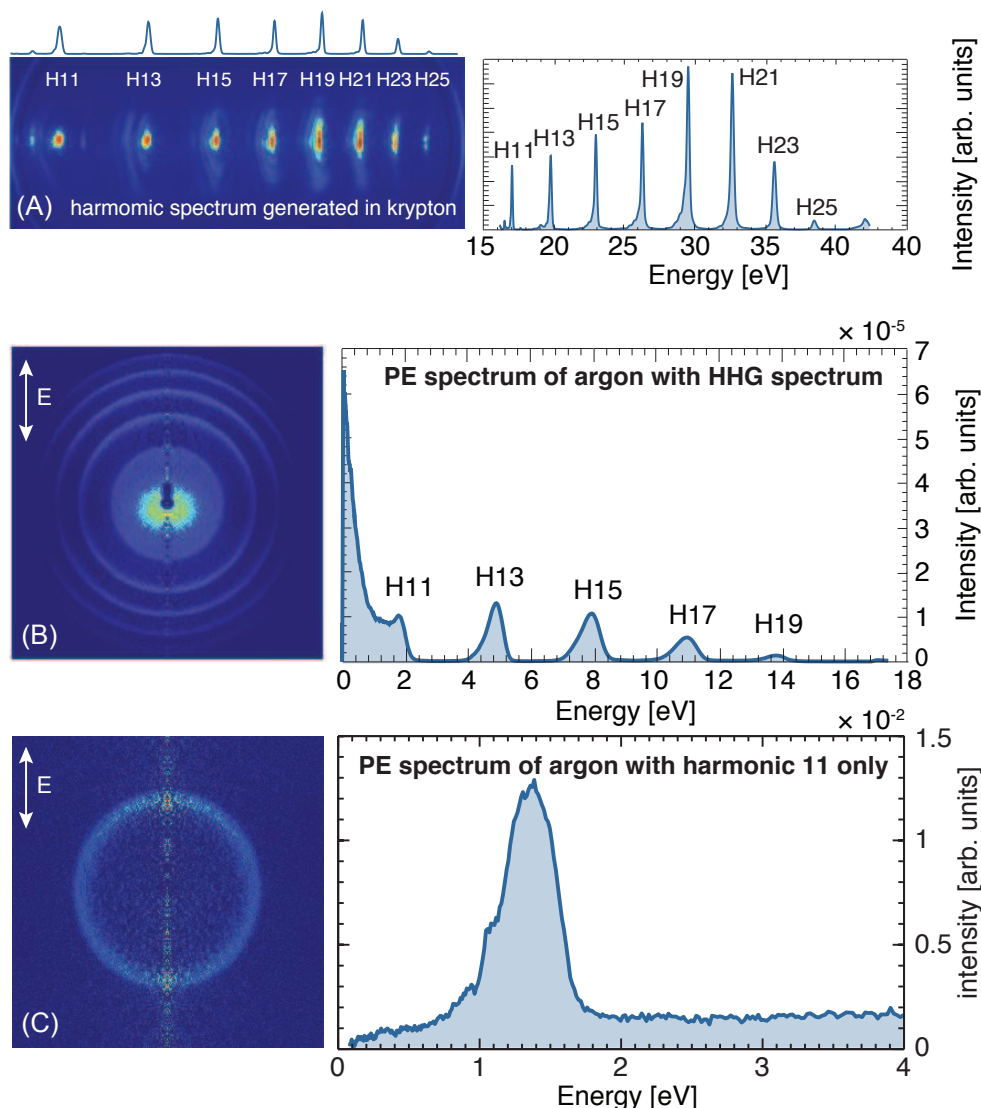 H11 H13 H15 H17 H19 H21 H23 H25
(A) harmomic spectrum generated in krypton
H11 H13 H15 H17 H19 H21 H23 H25
15 20 25 30 35 40 40
Energy [eV]
Intensity [arb. units]
E
(B)
× 10-5
PE spectrum of argon with HHG spectrum
H11 H13 H15 H17 H19
7
6
5
4
3
2
1
0
0 2 4 6 8 10 12 14 16 18
Energy [eV]
Intensity [arb. units]
E
(C)
× 10-2
PE spectrum of argon with harmonic 11 only
1.5
1
0.5
0
0 1 2 3 4
Energy [eV]
intensity [arb. units]